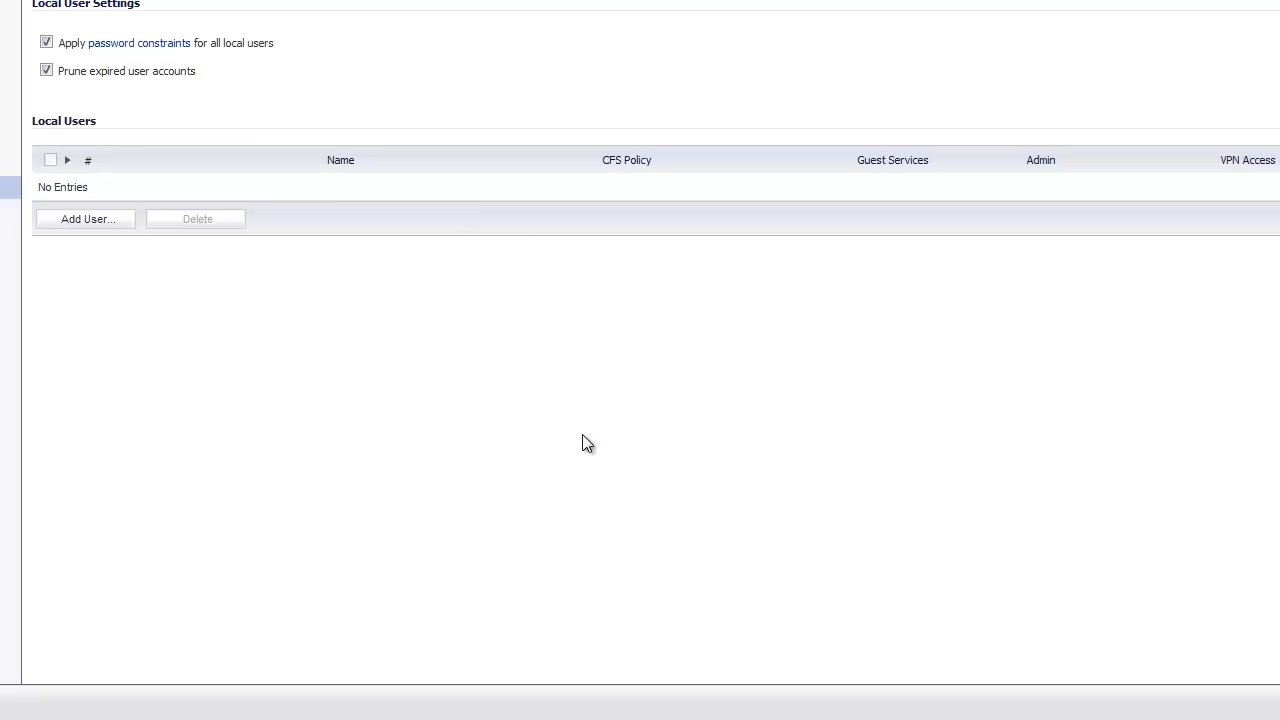 Local User Settings
Apply password constraints for all local users
Prune expired user accounts
Local Users
# Name CFS Policy Guest Services Admin VPN Access
No Entries
Add User... Delete